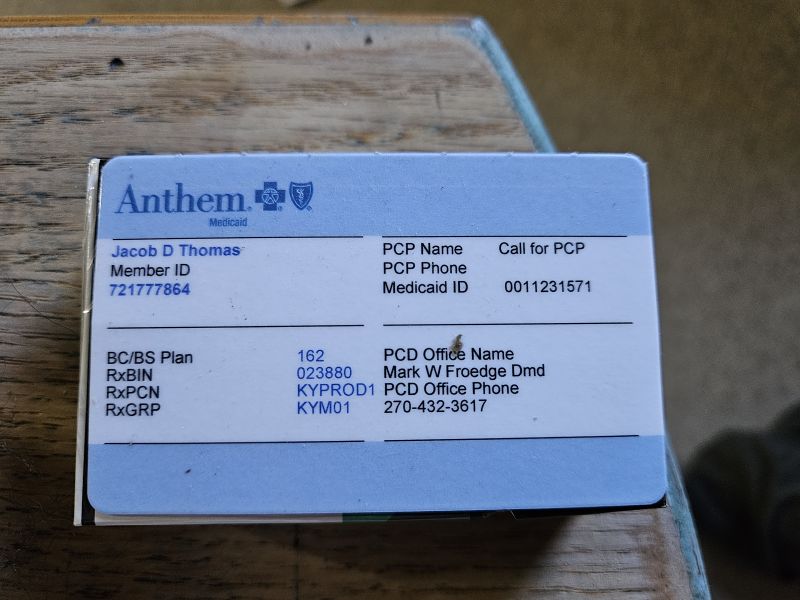 Anthem
Medicaid
Jacob D Thomas
Member ID
721777864
PCP Name Call for PCP
PCP Phone
Medicaid ID 0011231571
BC/BS Plan 162
RxBIN 023880
RxPCN KYPROD1
RxGRP KYM01
PCD Office Name
Mark W Froedge Dmd
PCD Office Phone
270-432-3617